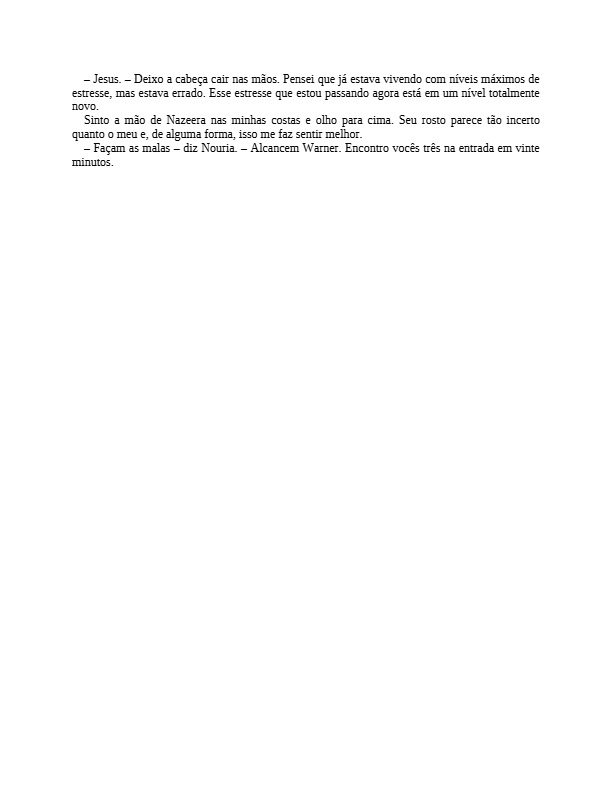 – Jesus. – Deixo a cabeça cair nas mãos. Pensei que já estava vivendo com níveis máximos de
estresse, mas estava errado. Esse estresse que estou passando agora está em um nível totalmente
novo.
Sinto a mão de Nazeera nas minhas costas e olho para cima. Seu rosto parece tão incerto
quanto o meu e, de alguma forma, isso me faz sentir melhor.
– Façam as malas – diz Nouria. – Alcancem Warner. Encontro vocês três na entrada em vinte
minutos.